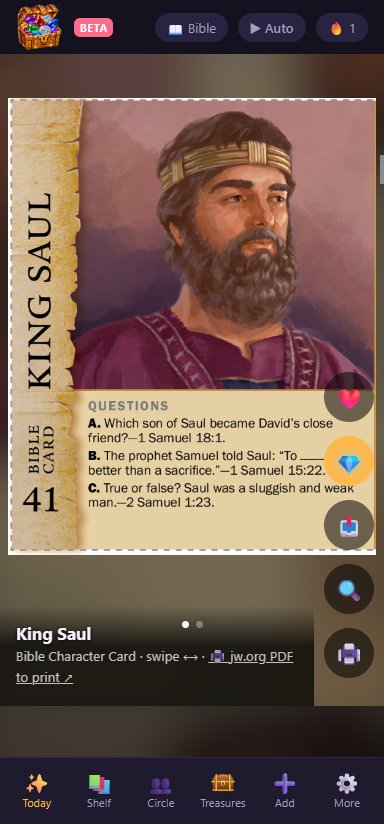 BETA
Bible
Auto
1
KING SAUL
BIBLE
CARD
41
QUESTIONS
A. Which son of Saul became David's close
friend?—1 Samuel 18:1.
B. The prophet Samuel told Saul: “To ____
better than a sacrifice.”—1 Samuel 15:22.
C. True or false? Saul was a sluggish and weak
man.—2 Samuel 1:23.
King Saul
Bible Character Card · swipe ↔ · jw.org PDF
to print ↗
Today
Shelf
Circle
Treasures
Add
More